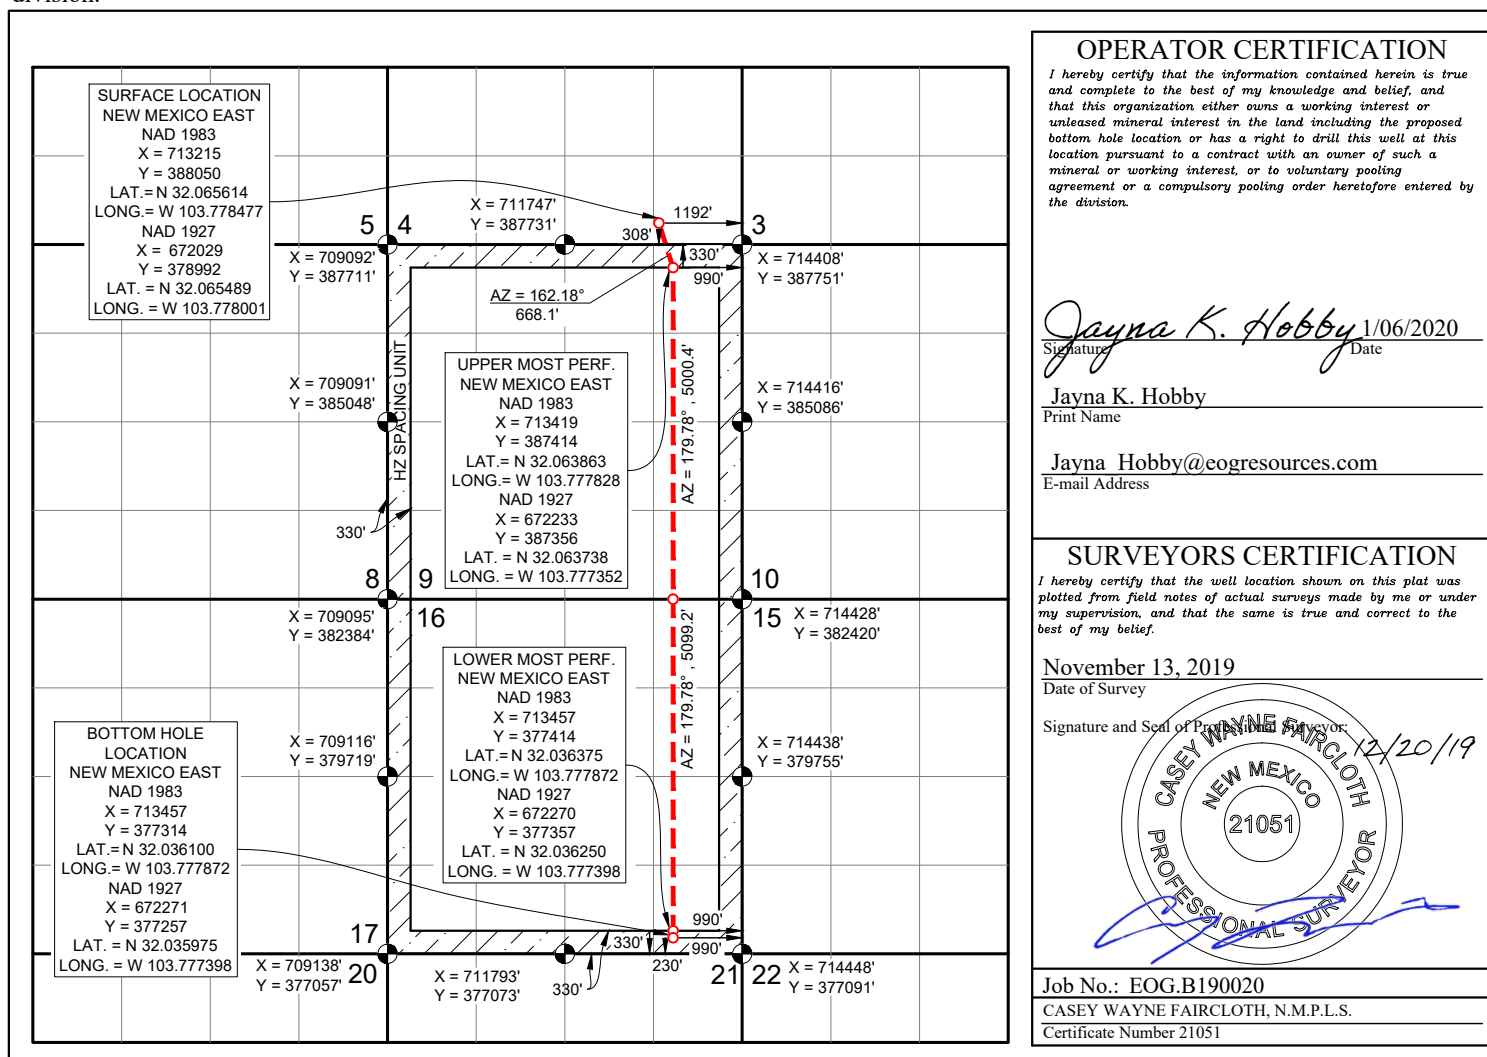 division.
SURFACE LOCATION
NEW MEXICO EAST
NAD 1983
X = 713215
Y = 388050
LAT.= N 32.065614
LONG.= W 103.778477
NAD 1927
X = 672029
Y = 378992
LAT. = N 32.065489
LONG. = W 103.778001
5 4
X = 711747'
Y = 387731'
1192'
3
308'
330'
990'
X = 709092'
Y = 387711'
X = 714408'
Y = 387751'
AZ = 162.18°
668.1'
HZ SPACING UNIT
UPPER MOST PERF.
NEW MEXICO EAST
NAD 1983
X = 713419
Y = 387414
LAT.= N 32.063863
LONG.= W 103.777828
NAD 1927
X = 672233
Y = 387356
LAT. = N 32.063738
LONG. = W 103.777352
AZ = 179.78° , 5000.4'
X = 709091'
Y = 385048'
X = 714416'
Y = 385086'
330'
8 9
16
10
15
X = 709095'
Y = 382384'
X = 714428'
Y = 382420'
LOWER MOST PERF.
NEW MEXICO EAST
NAD 1983
X = 713457
Y = 377414
LAT.= N 32.036375
LONG.= W 103.777872
NAD 1927
X = 672270
Y = 377357
LAT. = N 32.036250
LONG. = W 103.777398
AZ = 179.78° , 5099.2'
BOTTOM HOLE
LOCATION
NEW MEXICO EAST
NAD 1983
X = 713457
Y = 377314
LAT.= N 32.036100
LONG.= W 103.777872
NAD 1927
X = 672271
Y = 377257
LAT. = N 32.035975
LONG. = W 103.777398
X = 709116'
Y = 379719'
X = 714438'
Y = 379755'
990'
330'
990'
230'
17
20
21 22
X = 709138'
Y = 377057'
X = 711793'
Y = 377073'
330'
X = 714448'
Y = 377091'
OPERATOR CERTIFICATION
I hereby certify that the information contained herein is true
and complete to the best of my knowledge and belief, and
that this organization either owns a working interest or
unleased mineral interest in the land including the proposed
bottom hole location or has a right to drill this well at this
location pursuant to a contract with an owner of such a
mineral or working interest, or to voluntary pooling
agreement or a compulsory pooling order heretofore entered by
the division.
Jayna K. Hobby 1/06/2020
Signature Date
Jayna K. Hobby
Print Name
Jayna_Hobby@eogresources.com
E-mail Address
SURVEYORS CERTIFICATION
I hereby certify that the well location shown on this plat was
plotted from field notes of actual surveys made by me or under
my supervision, and that the same is true and correct to the
best of my belief.
November 13, 2019
Date of Survey
Signature and Seal of Professional Surveyor:
12/20/19
CASEY WAYNE FAIRCLOTH
NEW MEXICO
21051
PROFESSIONAL SURVEYOR
Job No.: EOG.B190020
CASEY WAYNE FAIRCLOTH, N.M.P.L.S.
Certificate Number 21051